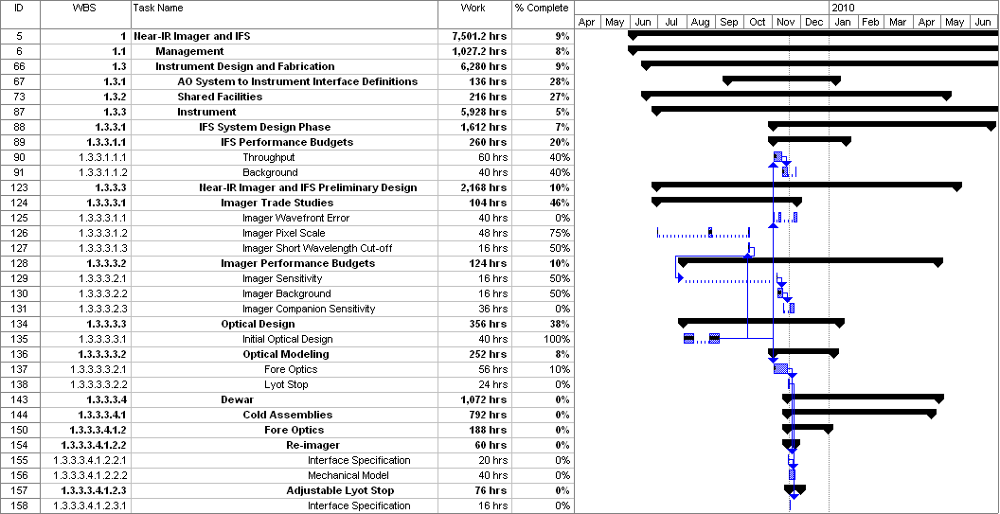 ID WBS Task Name Work % Complete 2010
Apr May Jun Jul Aug Sep Oct Nov Dec Jan Feb Mar Apr May Jun
5 1 Near-IR Imager and IFS 7,501.2 hrs 9%
6 1.1 Management 1,027.2 hrs 8%
66 1.3 Instrument Design and Fabrication 6,280 hrs 9%
67 1.3.1 AO System to Instrument Interface Definitions 136 hrs 28%
73 1.3.2 Shared Facilities 216 hrs 27%
87 1.3.3 Instrument 5,928 hrs 5%
88 1.3.3.1 IFS System Design Phase 1,612 hrs 7%
89 1.3.3.1.1 IFS Performance Budgets 260 hrs 20%
90 1.3.3.1.1.1 Throughput 60 hrs 40%
91 1.3.3.1.1.2 Background 40 hrs 40%
123 1.3.3.3 Near-IR Imager and IFS Preliminary Design 2,168 hrs 10%
124 1.3.3.3.1 Imager Trade Studies 104 hrs 46%
125 1.3.3.3.1.1 Imager Wavefront Error 40 hrs 0%
126 1.3.3.3.1.2 Imager Pixel Scale 48 hrs 75%
127 1.3.3.3.1.3 Imager Short Wavelength Cut-off 16 hrs 50%
128 1.3.3.3.2 Imager Performance Budgets 124 hrs 10%
129 1.3.3.3.2.1 Imager Sensitivity 16 hrs 50%
130 1.3.3.3.2.2 Imager Background 16 hrs 50%
131 1.3.3.3.2.3 Imager Companion Sensitivity 36 hrs 0%
134 1.3.3.3.3 Optical Design 356 hrs 38%
135 1.3.3.3.3.1 Initial Optical Design 40 hrs 100%
136 1.3.3.3.3.2 Optical Modeling 252 hrs 8%
137 1.3.3.3.3.2.1 Fore Optics 56 hrs 10%
138 1.3.3.3.3.2.2 Lyot Stop 24 hrs 0%
143 1.3.3.3.4 Dewar 1,072 hrs 0%
144 1.3.3.3.4.1 Cold Assemblies 792 hrs 0%
150 1.3.3.3.4.1.2 Fore Optics 188 hrs 0%
154 1.3.3.3.4.1.2.2 Re-imager 60 hrs 0%
155 1.3.3.3.4.1.2.2.1 Interface Specification 20 hrs 0%
156 1.3.3.3.4.1.2.2.2 Mechanical Model 40 hrs 0%
157 1.3.3.3.4.1.2.3 Adjustable Lyot Stop 76 hrs 0%
158 1.3.3.3.4.1.2.3.1 Interface Specification 16 hrs 0%